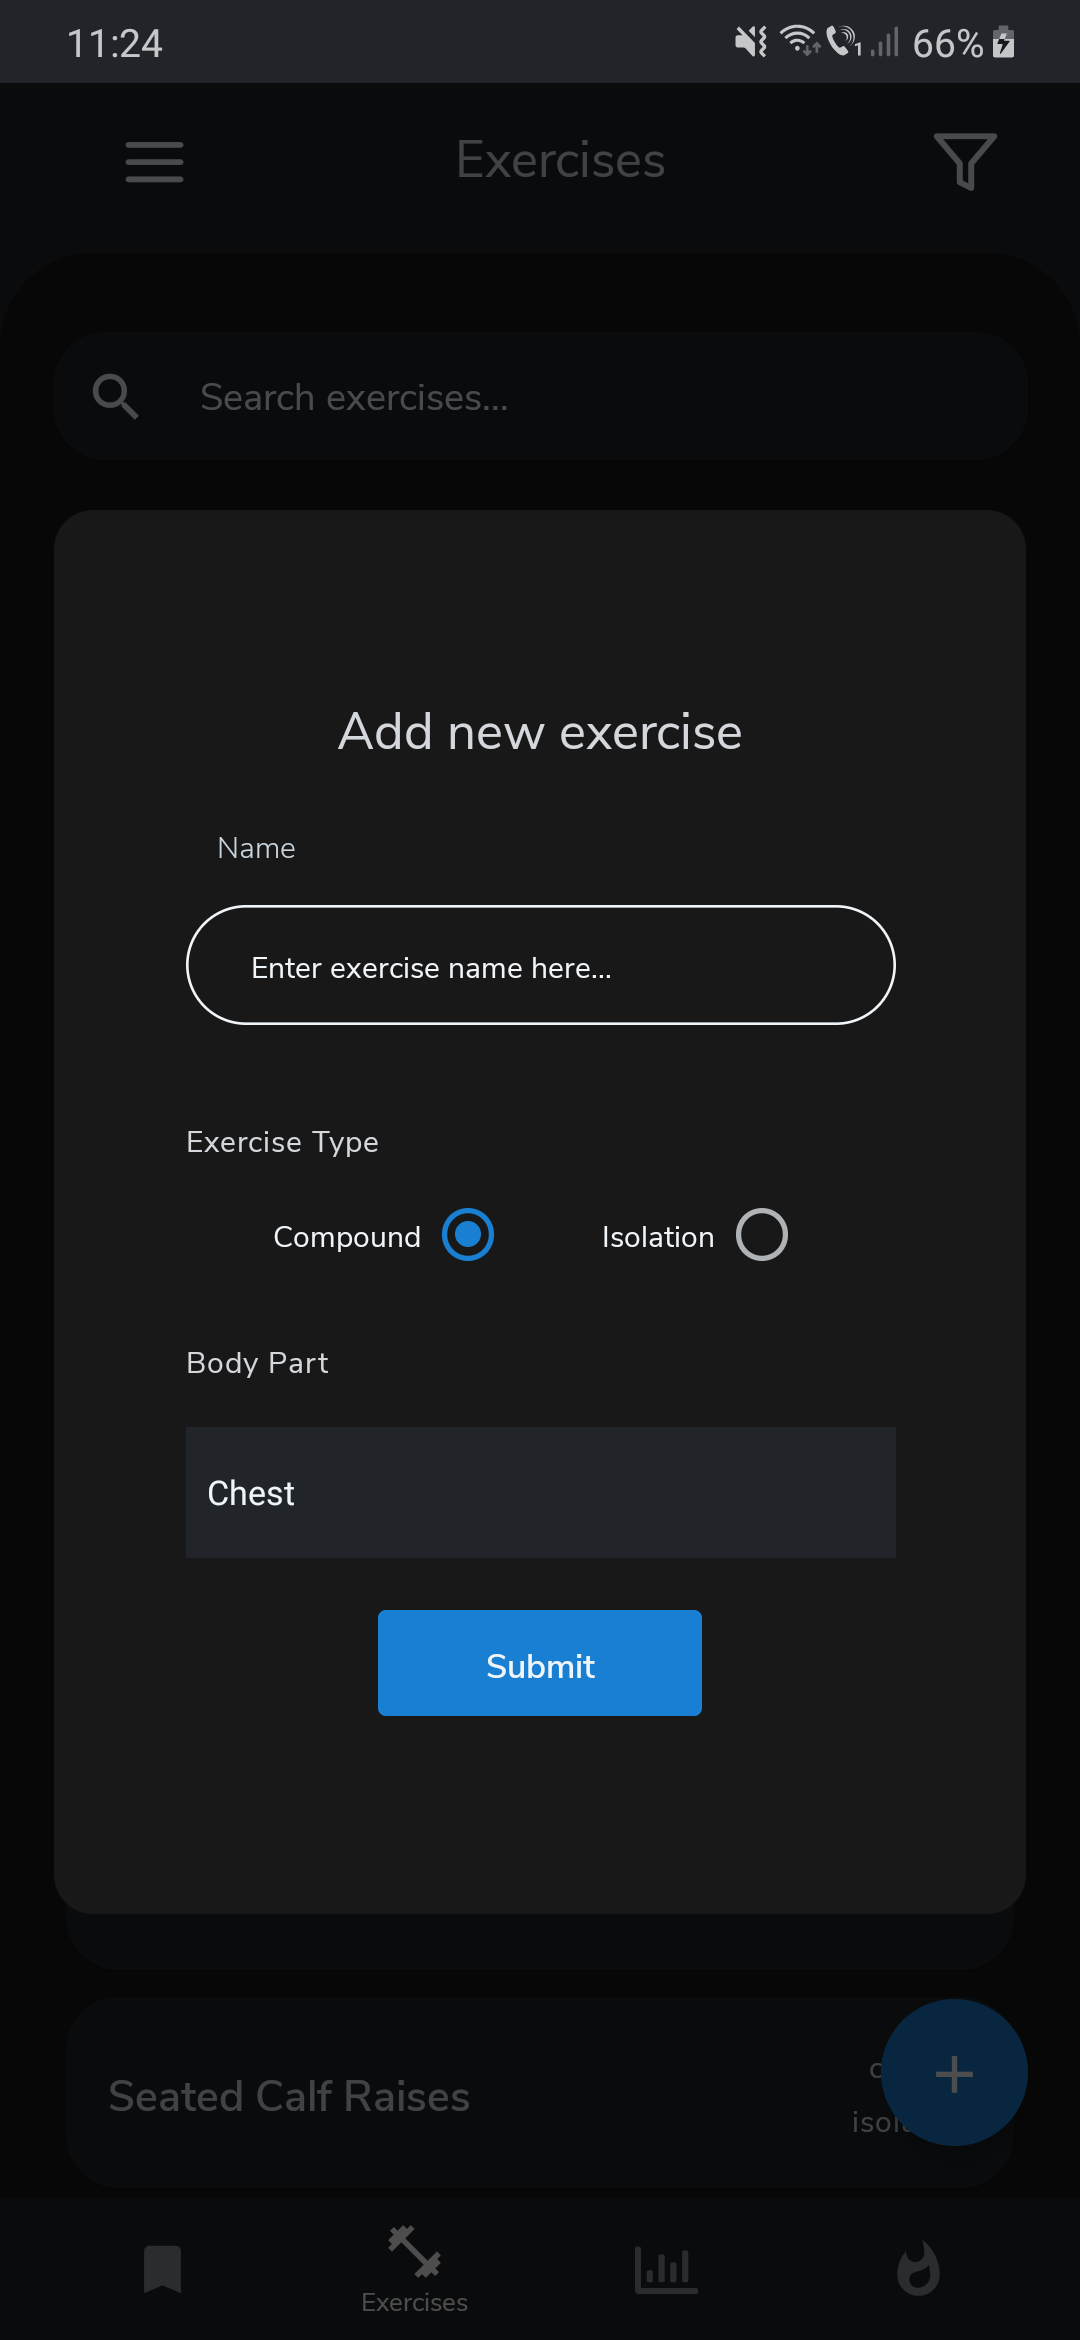 11:24
1 66%
Exercises
Search exercises...
Add new exercise
Name
Enter exercise name here...
Exercise Type
Compound
Isolation
Body Part
Chest
Submit
Seated Calf Raises
Exercises